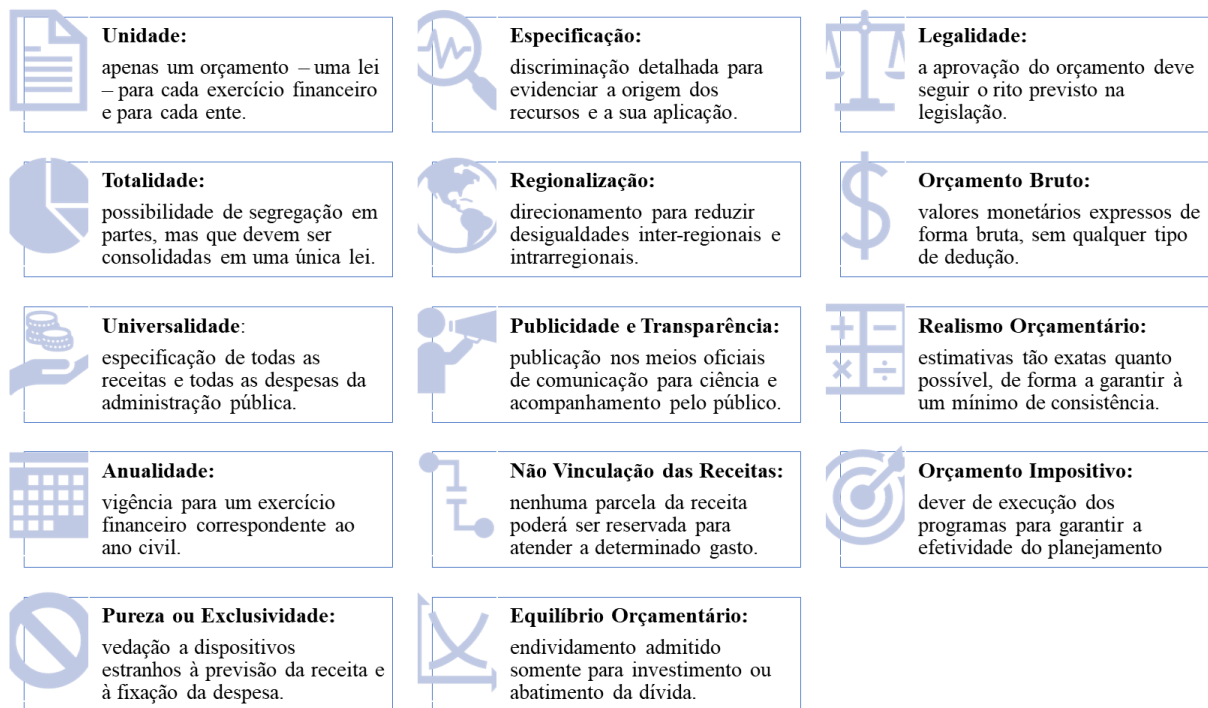 Unidade:
apenas um orçamento – uma lei
– para cada exercício financeiro
e para cada ente.
Especificação:
discriminação detalhada para
evidenciar a origem dos
recursos e a sua aplicação.
Legalidade:
a aprovação do orçamento deve
seguir o rito previsto na
legislação.
Totalidade:
possibilidade de segregação em
partes, mas que devem ser
consolidadas em uma única lei.
Regionalização:
direcionamento para reduzir
desigualdades inter-regionais e
intrarregionais.
Orçamento Bruto:
valores monetários expressos de
forma bruta, sem qualquer tipo
de dedução.
Universalidade:
especificação de todas as
receitas e todas as despesas da
administração pública.
Publicidade e Transparência:
publicação nos meios oficiais
de comunicação para ciência e
acompanhamento pelo público.
Realismo Orçamentário:
estimativas tão exatas quanto
possível, de forma a garantir à
um mínimo de consistência.
Anualidade:
vigência para um exercício
financeiro correspondente ao
ano civil.
Não Vinculação das Receitas:
nenhuma parcela da receita
poderá ser reservada para
atender a determinado gasto.
Orçamento Impositivo:
dever de execução dos
programas para garantir a
efetividade do planejamento
Pureza ou Exclusividade:
vedação a dispositivos
estranhos à previsão da receita e
à fixação da despesa.
Equilíbrio Orçamentário:
endividamento admitido
somente para investimento ou
abatimento da dívida.